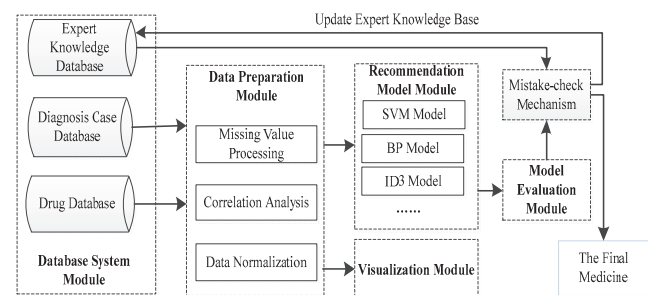 Update Expert Knowledge Base
Expert
Knowledge
Database
Diagnosis Case
Database
Drug Database
Database System
Module
Data Preparation
Module
Missing Value
Processing
Correlation Analysis
Data Normalization
Recommendation
Model Module
SVM Model
BP Model
ID3 Model
......
Visualization Module
Mistake-check
Mechanism
Model
Evaluation
Module
The Final
Medicine